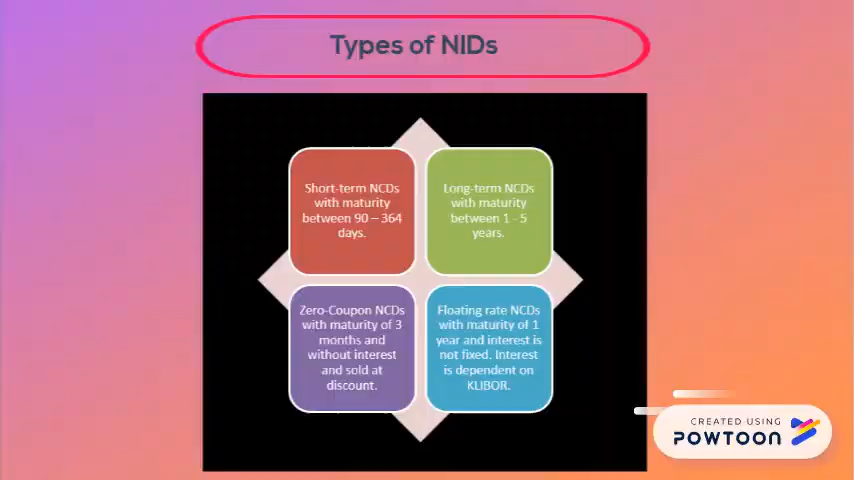 Types of NIDs
Short-term NCDs
with maturity
between 90 – 364
days.
Long-term NCDs
with maturity
between 1 - 5
years.
Zero-Coupon NCDs
with maturity of 3
months and
without interest
and sold at
discount.
Floating rate NCDs
with maturity of 1
year and interest is
not fixed. Interest
is dependent on
KLIBOR.
CREATED USING
POWTOON